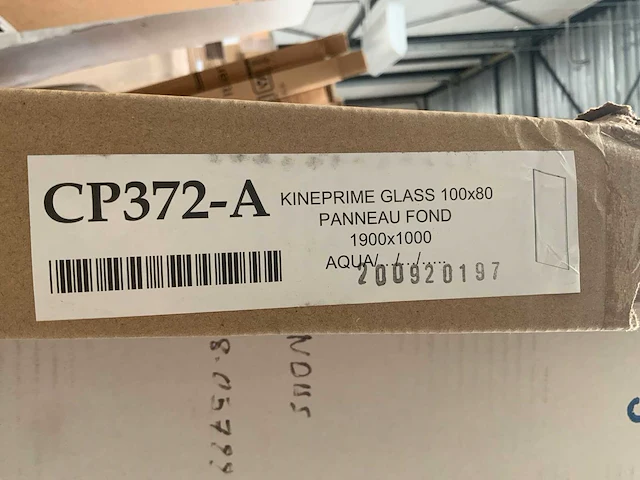 CP372-A
KINEPRIME GLASS 100x80
PANNEAU FOND
1900x1000
AQUA/.../.../.....
200920197